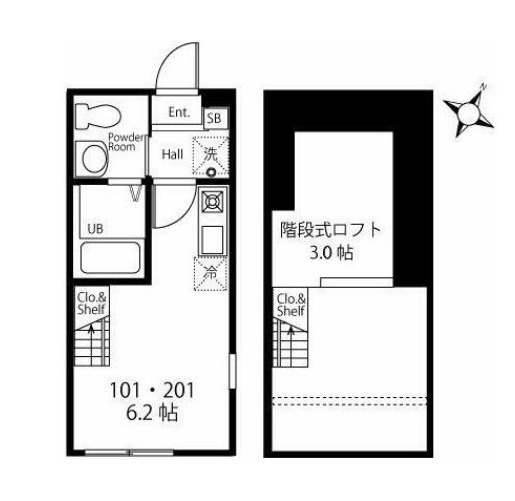 N
Ent.
SB
Powder
Room
Hall
洗
UB
階段式ロフト
3.0 帖
冷
Clo.&
Shelf
Clo.&
Shelf
101・201
6.2 帖